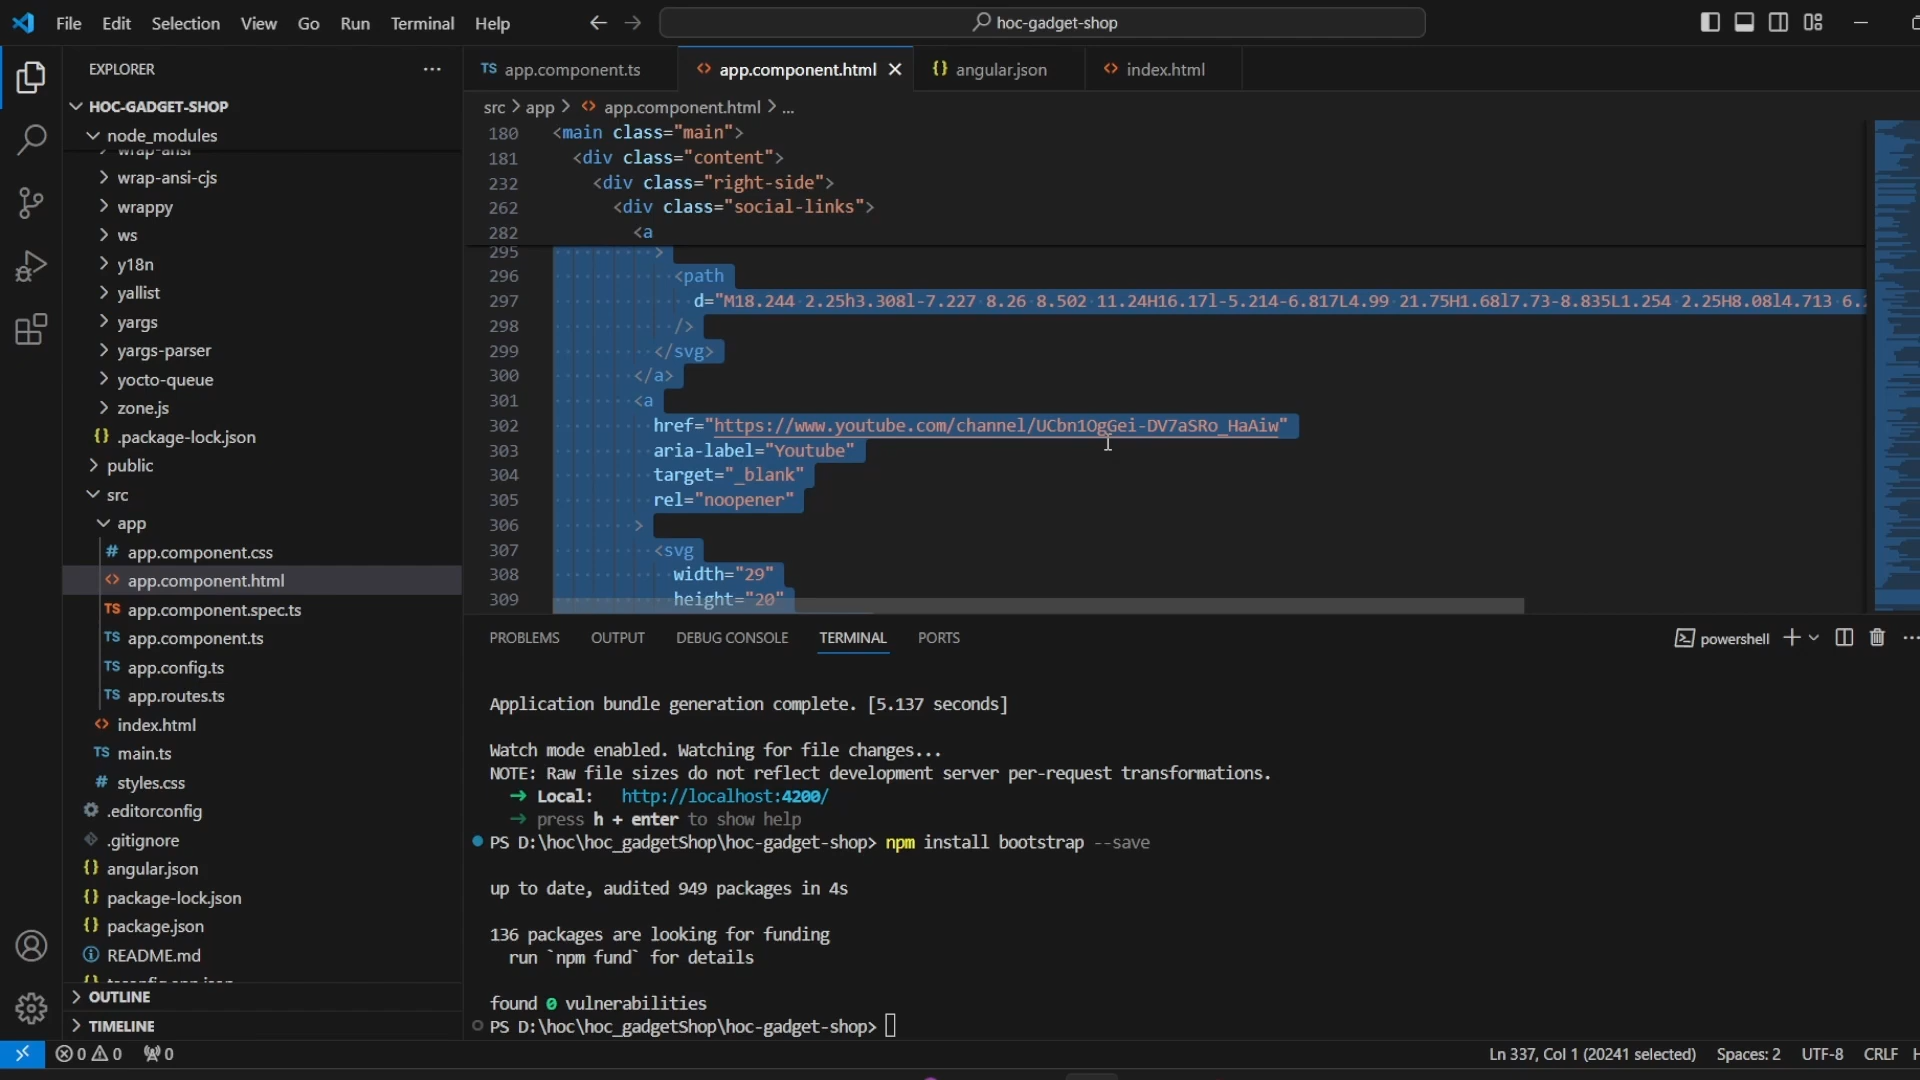 File Edit Selection View Go Run Terminal Help
hoc-gadget-shop
EXPLORER
HOC-GADGET-SHOP
node_modules
wrap-ansi
wrap-ansi-cjs
wrappy
ws
y18n
yallist
yargs
yargs-parser
yocto-queue
zone.js
{} .package-lock.json
public
src
app
# app.component.css
<> app.component.html
TS app.component.spec.ts
TS app.component.ts
TS app.config.ts
TS app.routes.ts
<> index.html
TS main.ts
# styles.css
.editorconfig
.gitignore
{} angular.json
{} package-lock.json
{} package.json
README.md
OUTLINE
TIMELINE
TS app.component.ts
<> app.component.html
{} angular.json
<> index.html
src > app > <> app.component.html > ...
180 <main class="main">
181 <div class="content">
232 <div class="right-side">
262 <div class="social-links">
282 <a
295 >
296 <path
297 d="M18.244 2.25h3.308l-7.227 8.26 8.502 11.24H16.17l-5.214-6.817L4.99 21.75H1.68l7.73-8.835L1.254 2.25H8.08l4.713 6.
298 />
299 </svg>
300 </a>
301 <a
302 href="https://www.youtube.com/channel/UCbn1OgGei-DV7aSRo_HaAiw"
303 aria-label="Youtube"
304 target="_blank"
305 rel="noopener"
306 >
307 <svg
308 width="29"
309 height="20"
PROBLEMS OUTPUT DEBUG CONSOLE TERMINAL PORTS
powershell
Application bundle generation complete. [5.137 seconds]
Watch mode enabled. Watching for file changes...
NOTE: Raw file sizes do not reflect development server per-request transformations.
➜ Local: http://localhost:4200/
➜ press h + enter to show help
PS D:\hoc\hoc_gadgetShop\hoc-gadget-shop> npm install bootstrap --save
up to date, audited 949 packages in 4s
136 packages are looking for funding
run `npm fund` for details
found 0 vulnerabilities
PS D:\hoc\hoc_gadgetShop\hoc-gadget-shop>
0 0 0
Ln 337, Col 1 (20241 selected) Spaces: 2 UTF-8 CRLF